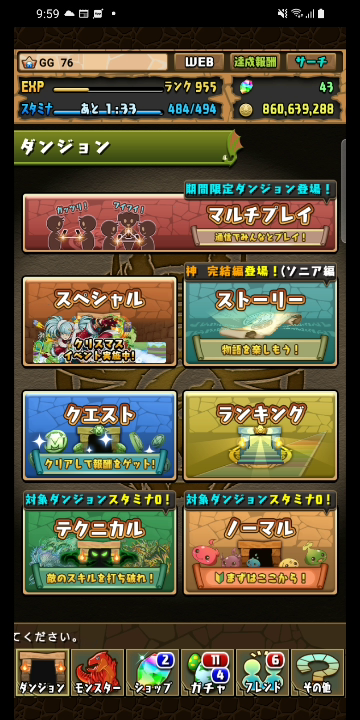 9:59
GG 76
WEB
達成報酬
サーチ
EXP
ランク 955
43
スタミナ
あと 1:33
484/494
860,639,288
ダンジョン
期間限定ダンジョン登場!
ガッツリ!
ワイワイ!
マルチプレイ
通信でみんなとプレイ!
神 完結編登場!(ソニア編
スペシャル
クリスマス
イベント実施中!
ストーリー
物語を楽しもう!
クエスト
クリアして報酬をゲット!
ランキング
対象ダンジョンスタミナ0!
対象ダンジョンスタミナ0!
テクニカル
敵のスキルを打ち破れ!
ノーマル
まずはここから!
てください。
2
11
4
6
ダンジョン
モンスター
ショップ
ガチャ
フレンド
その他